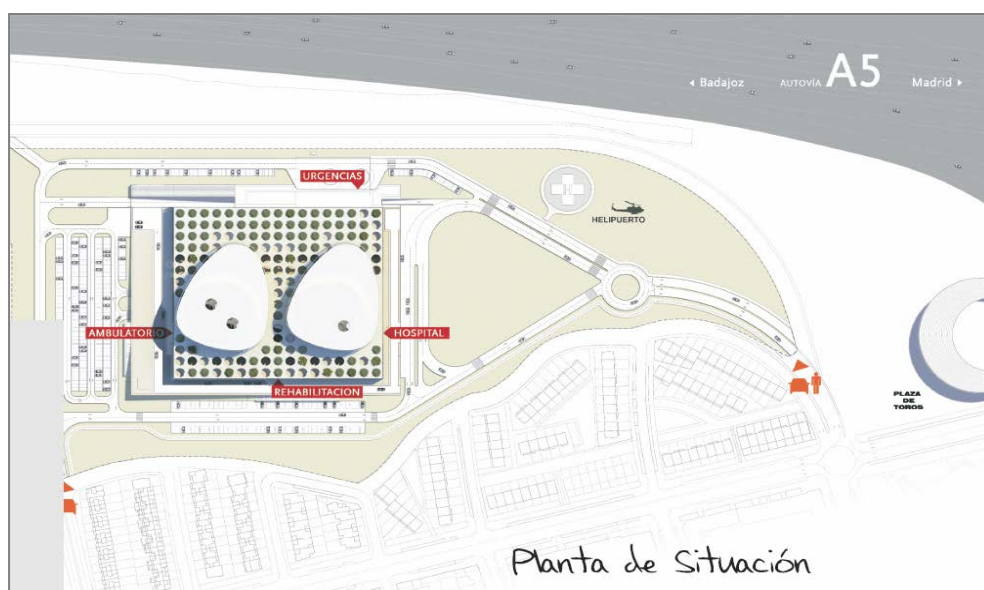 ◂ Badajoz AUTOVÍA A5 Madrid ▸
URGENCIAS
H
HELIPUERTO
AMBULATORIO
HOSPITAL
REHABILITACION
PLAZA
DE
TOROS
Planta de Situación